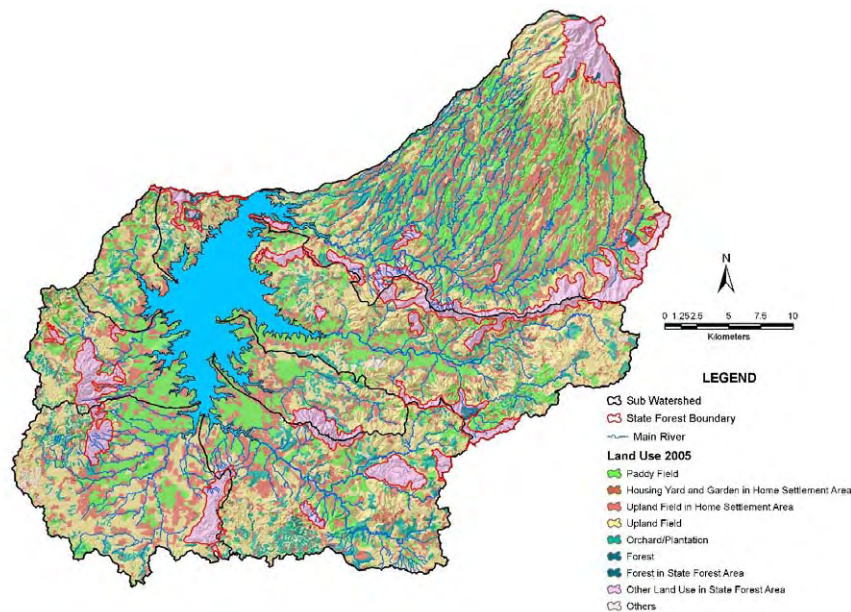 N
0 1.252.5 5 7.5 10
Kilometers
LEGEND
Sub Watershed
State Forest Boundary
Main River
Land Use 2005
Paddy Field
Housing Yard and Garden in Home Settlement Area
Upland Field in Home Settlement Area
Upland Field
Orchard/Plantation
Forest
Forest in State Forest Area
Other Land Use in State Forest Area
Others